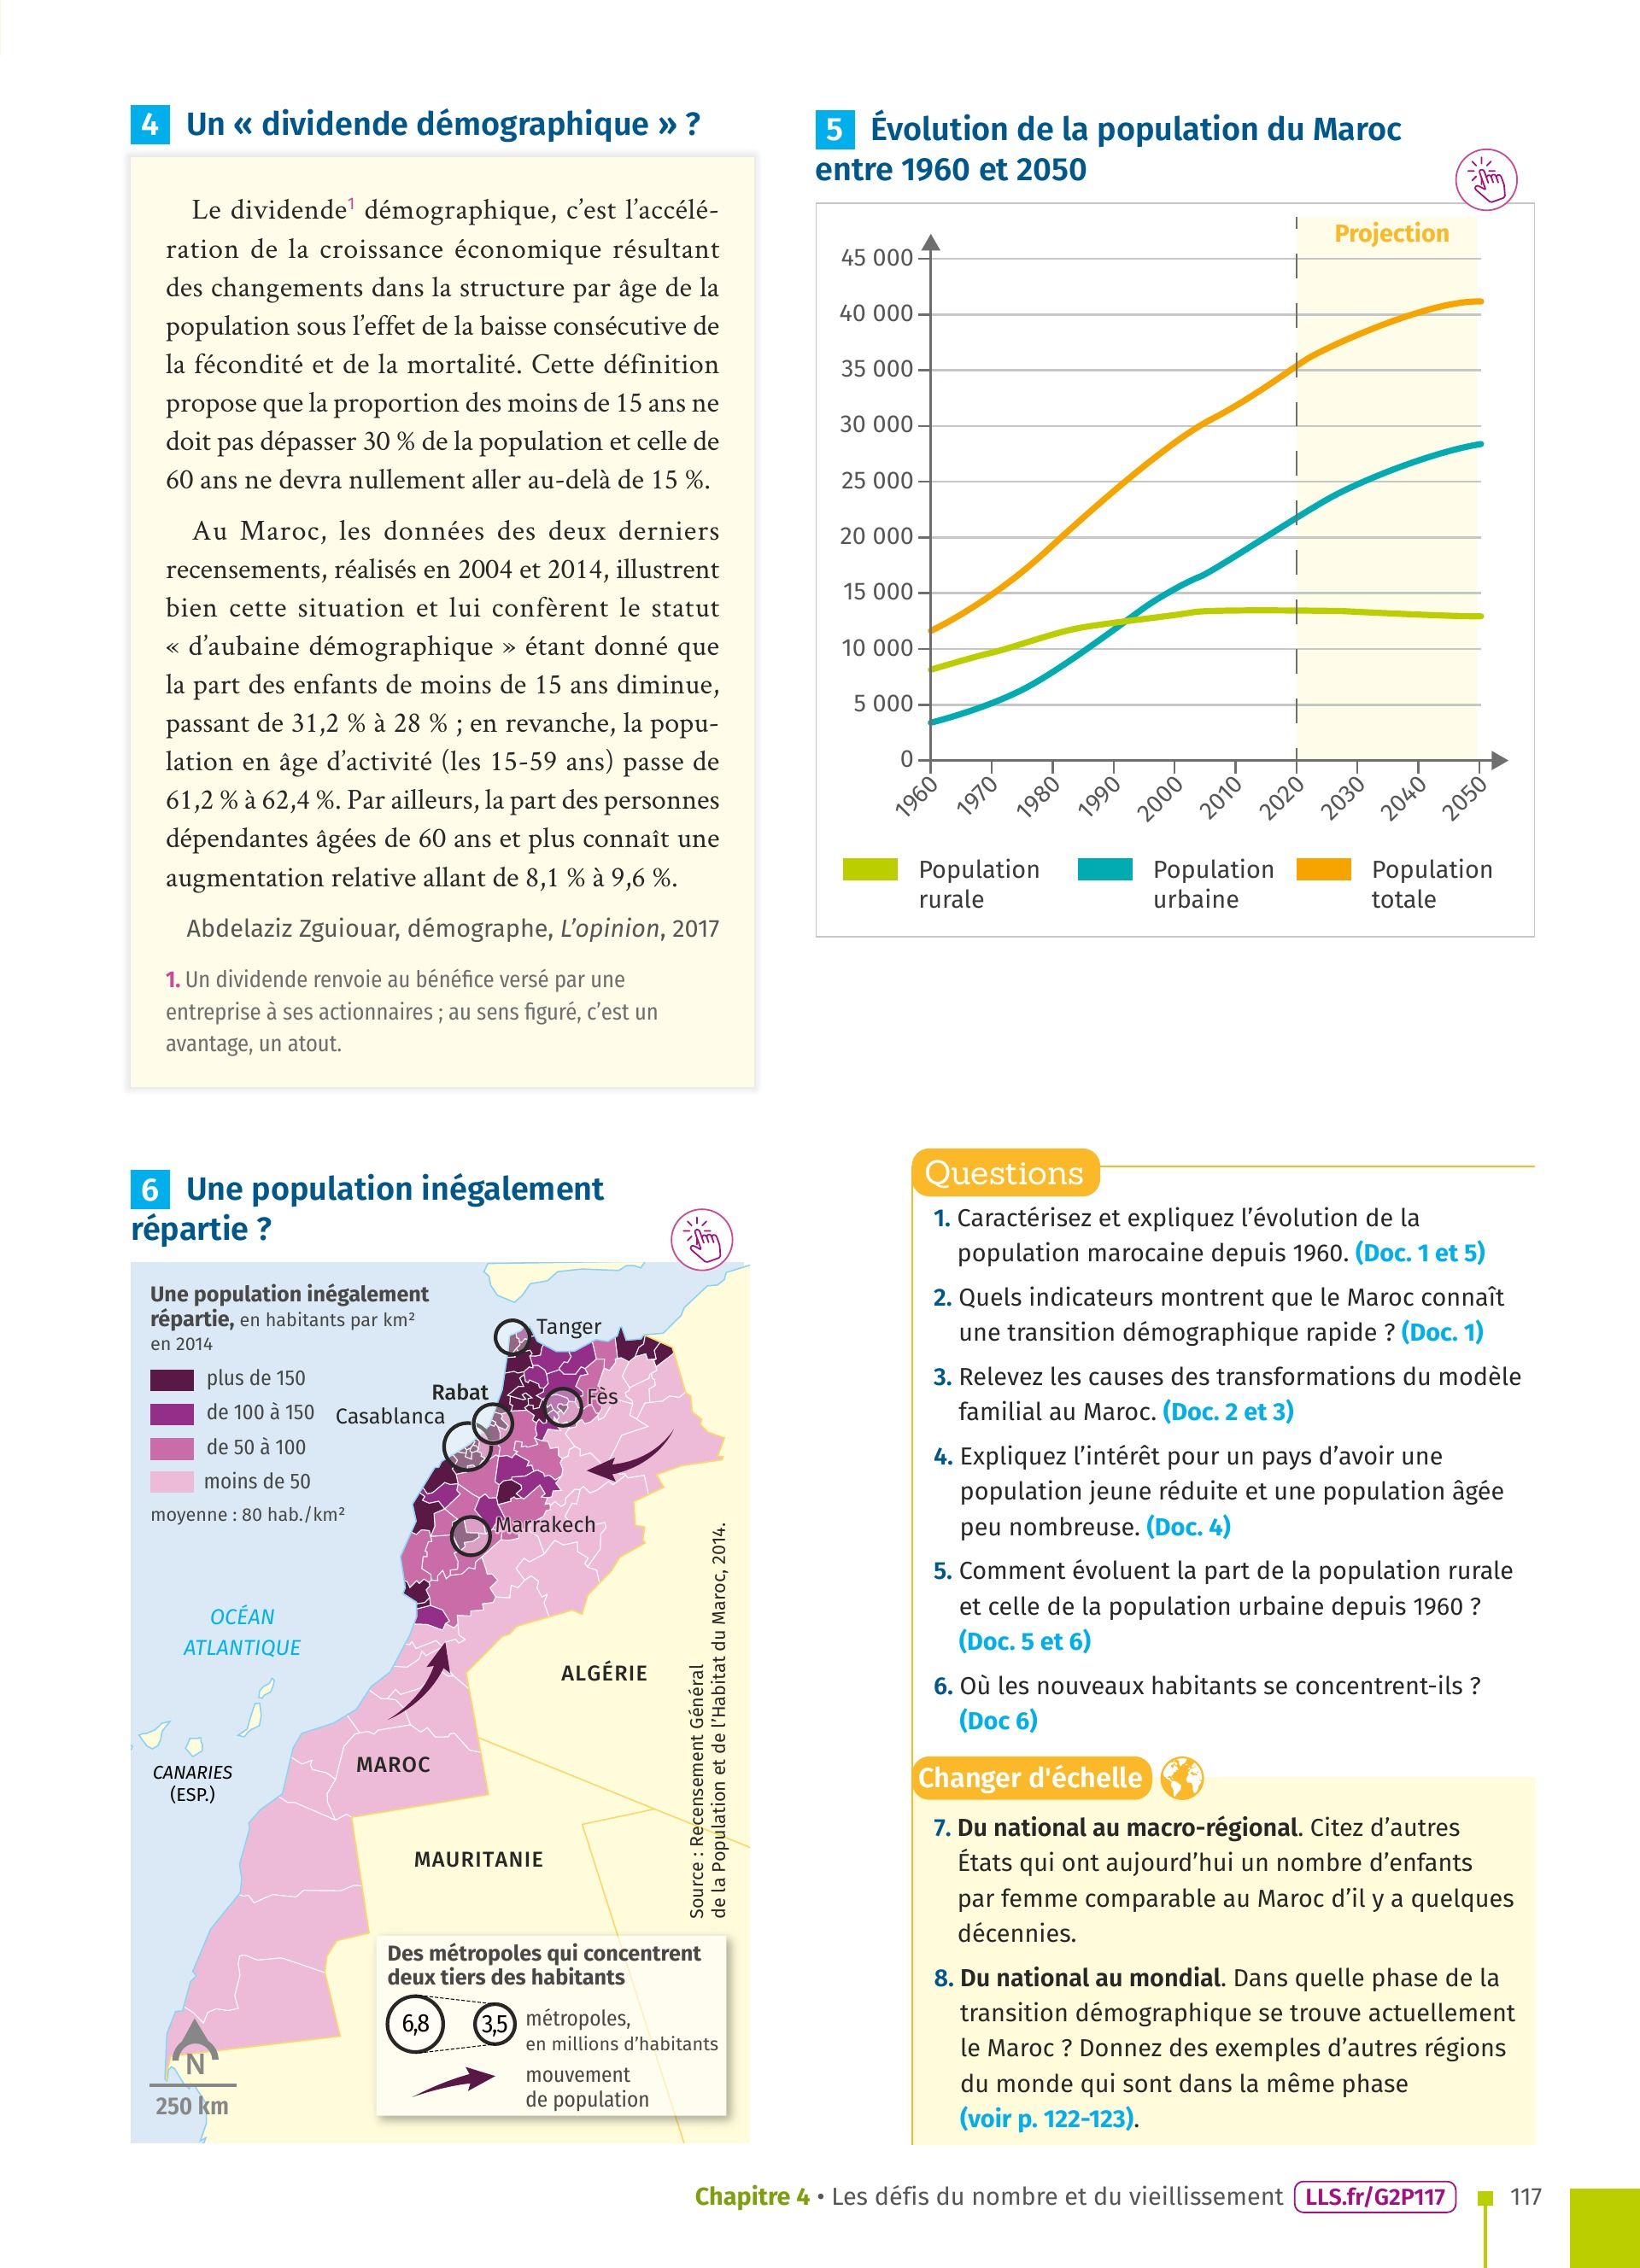 4 Un « dividende démographique » ?
Le dividende¹ démographique, c’est l’accélé-
ration de la croissance économique résultant
des changements dans la structure par âge de la
population sous l’effet de la baisse consécutive de
la fécondité et de la mortalité. Cette définition
propose que la proportion des moins de 15 ans ne
doit pas dépasser 30 % de la population et celle de
60 ans ne devra nullement aller au-delà de 15 %.
Au Maroc, les données des deux derniers
recensements, réalisés en 2004 et 2014, illustrent
bien cette situation et lui confèrent le statut
« d’aubaine démographique » étant donné que
la part des enfants de moins de 15 ans diminue,
passant de 31,2 % à 28 % ; en revanche, la popu-
lation en âge d’activité (les 15-59 ans) passe de
61,2 % à 62,4 %. Par ailleurs, la part des personnes
dépendantes âgées de 60 ans et plus connaît une
augmentation relative allant de 8,1 % à 9,6 %.
Abdelaziz Zguiouar, démographe, L’opinion, 2017
1. Un dividende renvoie au bénéfice versé par une
entreprise à ses actionnaires ; au sens figuré, c’est un
avantage, un atout.
5 Évolution de la population du Maroc
entre 1960 et 2050
Projection
45 000
40 000
35 000
30 000
25 000
20 000
15 000
10 000
5 000
0
1960 1970 1980 1990 2000 2010 2020 2030 2040 2050
Population rurale
Population urbaine
Population totale
6 Une population inégalement
répartie ?
Une population inégalement
répartie, en habitants par km²
en 2014
plus de 150
de 100 à 150
de 50 à 100
moins de 50
moyenne : 80 hab./km²
Tanger
Rabat
Fès
Casablanca
Marrakech
OCÉAN
ATLANTIQUE
ALGÉRIE
MAROC
CANARIES
(ESP.)
MAURITANIE
Source : Recensement Général
de la Population et de l’Habitat du Maroc, 2014.
Des métropoles qui concentrent
deux tiers des habitants
6,8 3,5 métropoles,
en millions d’habitants
mouvement
de population
N
250 km
Questions
1. Caractérisez et expliquez l’évolution de la
population marocaine depuis 1960. (Doc. 1 et 5)
2. Quels indicateurs montrent que le Maroc connaît
une transition démographique rapide ? (Doc. 1)
3. Relevez les causes des transformations du modèle
familial au Maroc. (Doc. 2 et 3)
4. Expliquez l’intérêt pour un pays d’avoir une
population jeune réduite et une population âgée
peu nombreuse. (Doc. 4)
5. Comment évoluent la part de la population rurale
et celle de la population urbaine depuis 1960 ?
(Doc. 5 et 6)
6. Où les nouveaux habitants se concentrent-ils ?
(Doc 6)
Changer d'échelle
7. Du national au macro-régional. Citez d’autres
États qui ont aujourd’hui un nombre d’enfants
par femme comparable au Maroc d’il y a quelques
décennies.
8. Du national au mondial. Dans quelle phase de la
transition démographique se trouve actuellement
le Maroc ? Donnez des exemples d’autres régions
du monde qui sont dans la même phase
(voir p. 122-123).
Chapitre 4 • Les défis du nombre et du vieillissement LLS.fr/G2P117 117